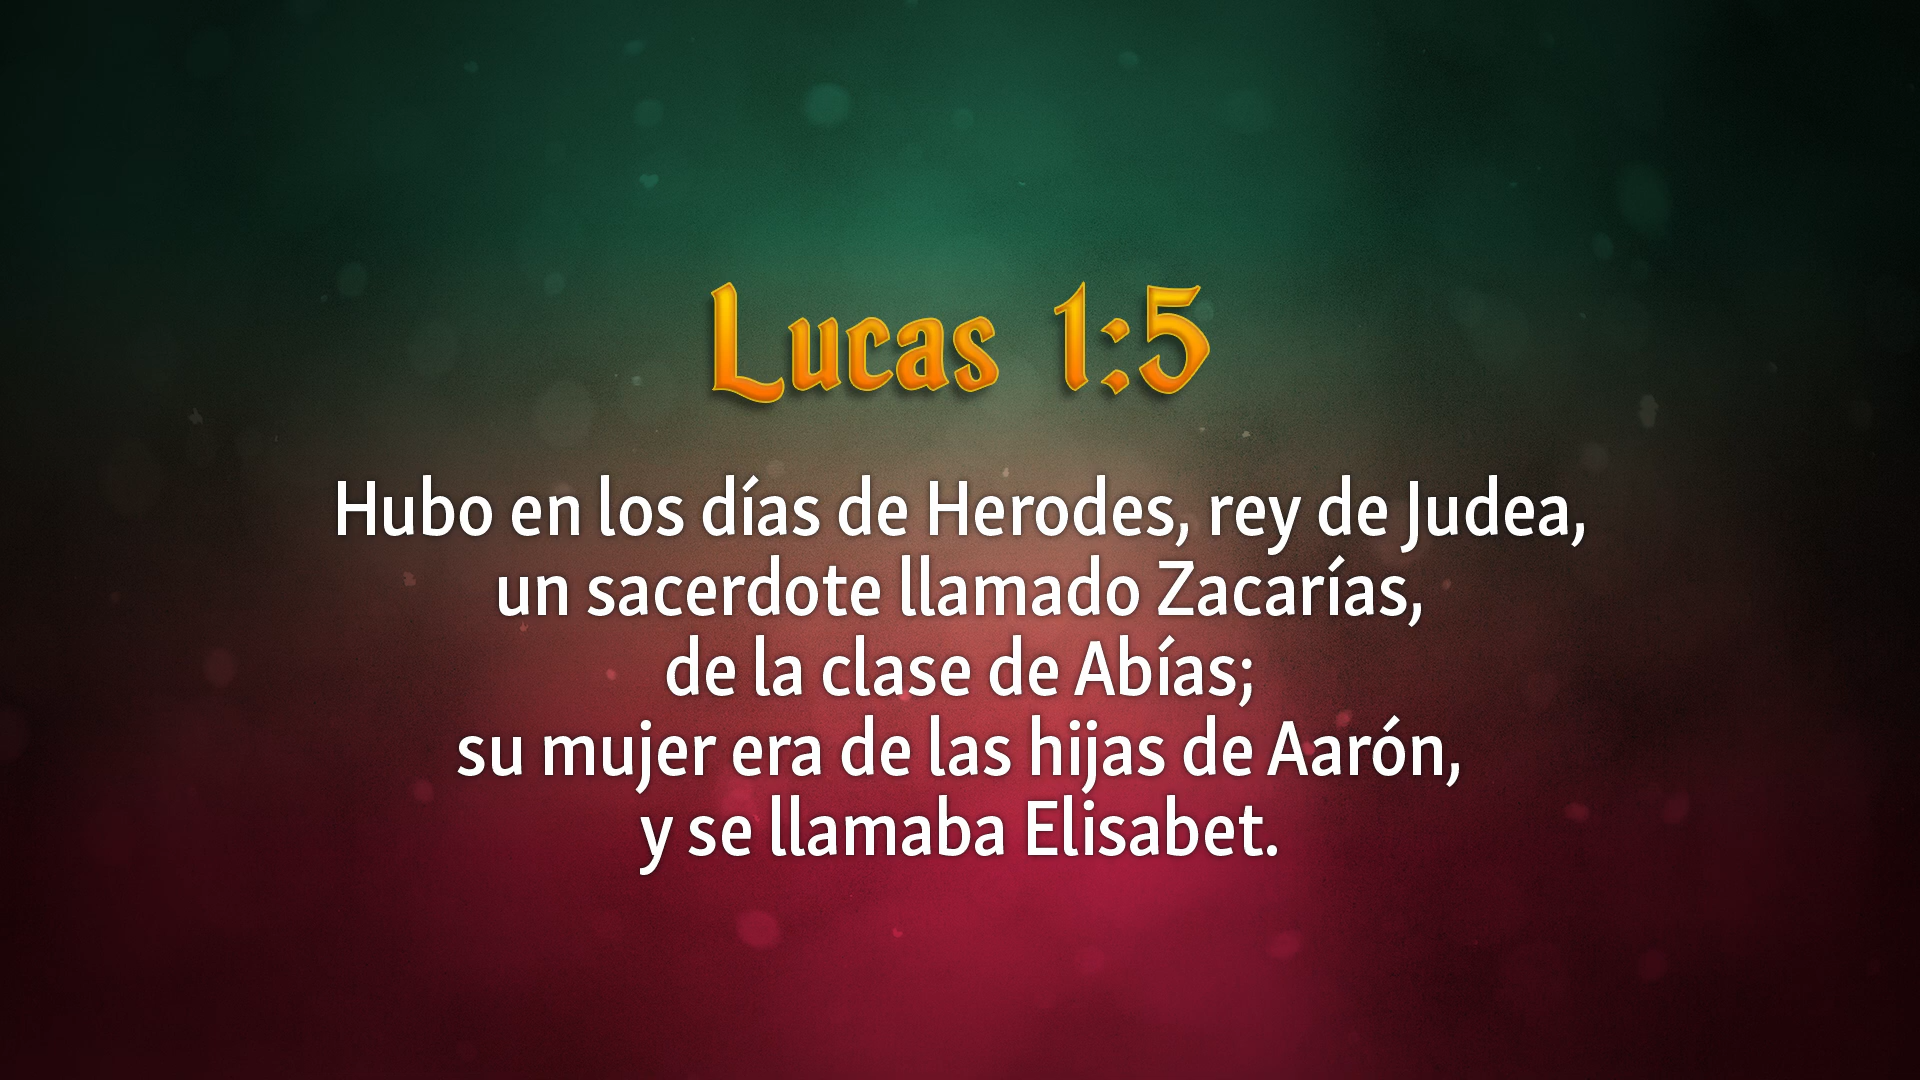 Lucas 1:5
Hubo en los días de Herodes, rey de Judea,
un sacerdote llamado Zacarías,
de la clase de Abías;
su mujer era de las hijas de Aarón,
y se llamaba Elisabet.